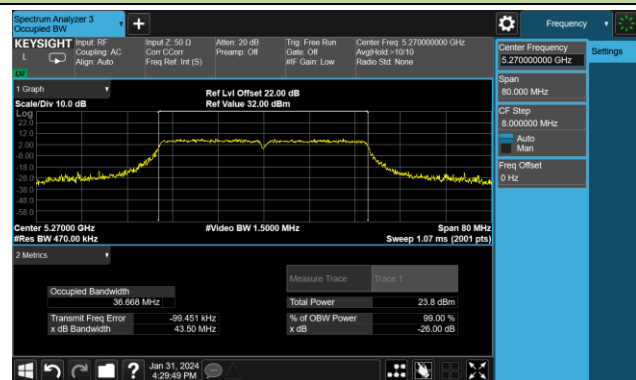 Spectrum Analyzer 3
Occupied BW
Frequency
KEYSIGHT
L
Input: RF
Coupling: AC
Align: Auto
Input Z: 50 Ω
Corr CCorr
Freq Ref: Int (S)
Atten: 20 dB
Preamp: Off
Trig: Free Run
Gate: Off
#IF Gain: Low
Center Freq: 5.270000000 GHz
Avg|Hold:>10/10
Radio Std: None
Center Frequency
5.270000000 GHz
Settings
Span
80.000 MHz
CF Step
8.000000 MHz
Auto
Man
Freq Offset
0 Hz
1 Graph
Scale/Div 10.0 dB
Ref Lvl Offset 22.00 dB
Ref Value 32.00 dBm
Log
22.0
12.0
2.00
-8.00
-18.0
-28.0
-38.0
-48.0
-58.0
Center 5.27000 GHz
#Res BW 470.00 kHz
#Video BW 1.5000 MHz
Span 80 MHz
Sweep 1.07 ms (2001 pts)
2 Metrics
Measure Trace
Trace 1
Occupied Bandwidth
36.668 MHz
Total Power
23.8 dBm
Transmit Freq Error
-99.451 kHz
% of OBW Power
99.00 %
x dB Bandwidth
43.50 MHz
x dB
-26.00 dB
Jan 31, 2024
4:29:49 PM